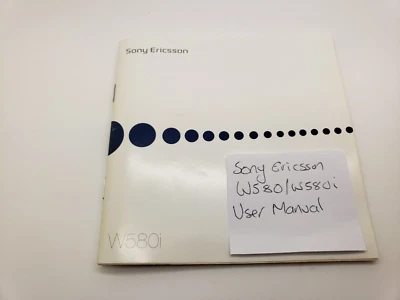 Sony Ericsson
Sony Ericsson
W580/W580i
User Manual
W580i